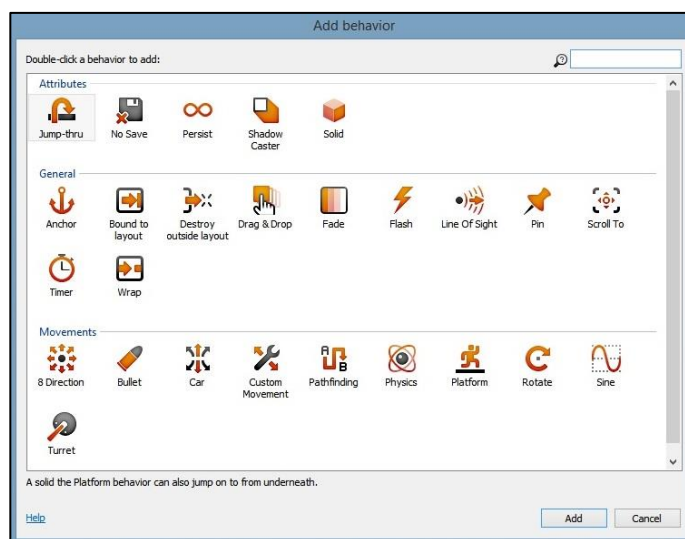 Add behavior
Double-click a behavior to add:
Attributes
Jump-thru No Save Persist Shadow Caster Solid
General
Anchor Bound to layout Destroy outside layout Drag & Drop Fade Flash Line Of Sight Pin Scroll To
Timer Wrap
Movements
8 Direction Bullet Car Custom Movement Pathfinding Physics Platform Rotate Sine
Turret
A solid the Platform behavior can also jump on to from underneath.
Help Add Cancel